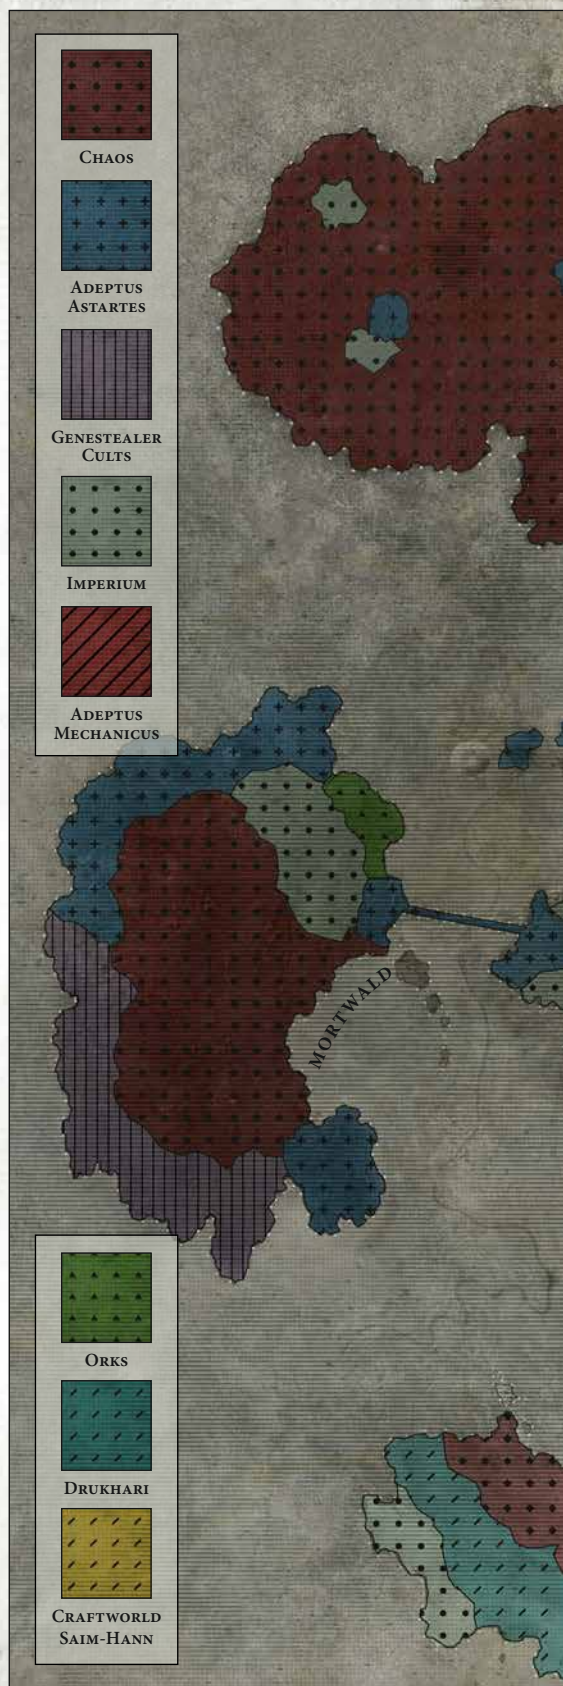 Chaos
Adeptus
Astartes
Genestealer
Cults
Imperium
Adeptus
Mechanicus
MORTWALD
Orks
Drukhari
Craftworld
Saim-Hann